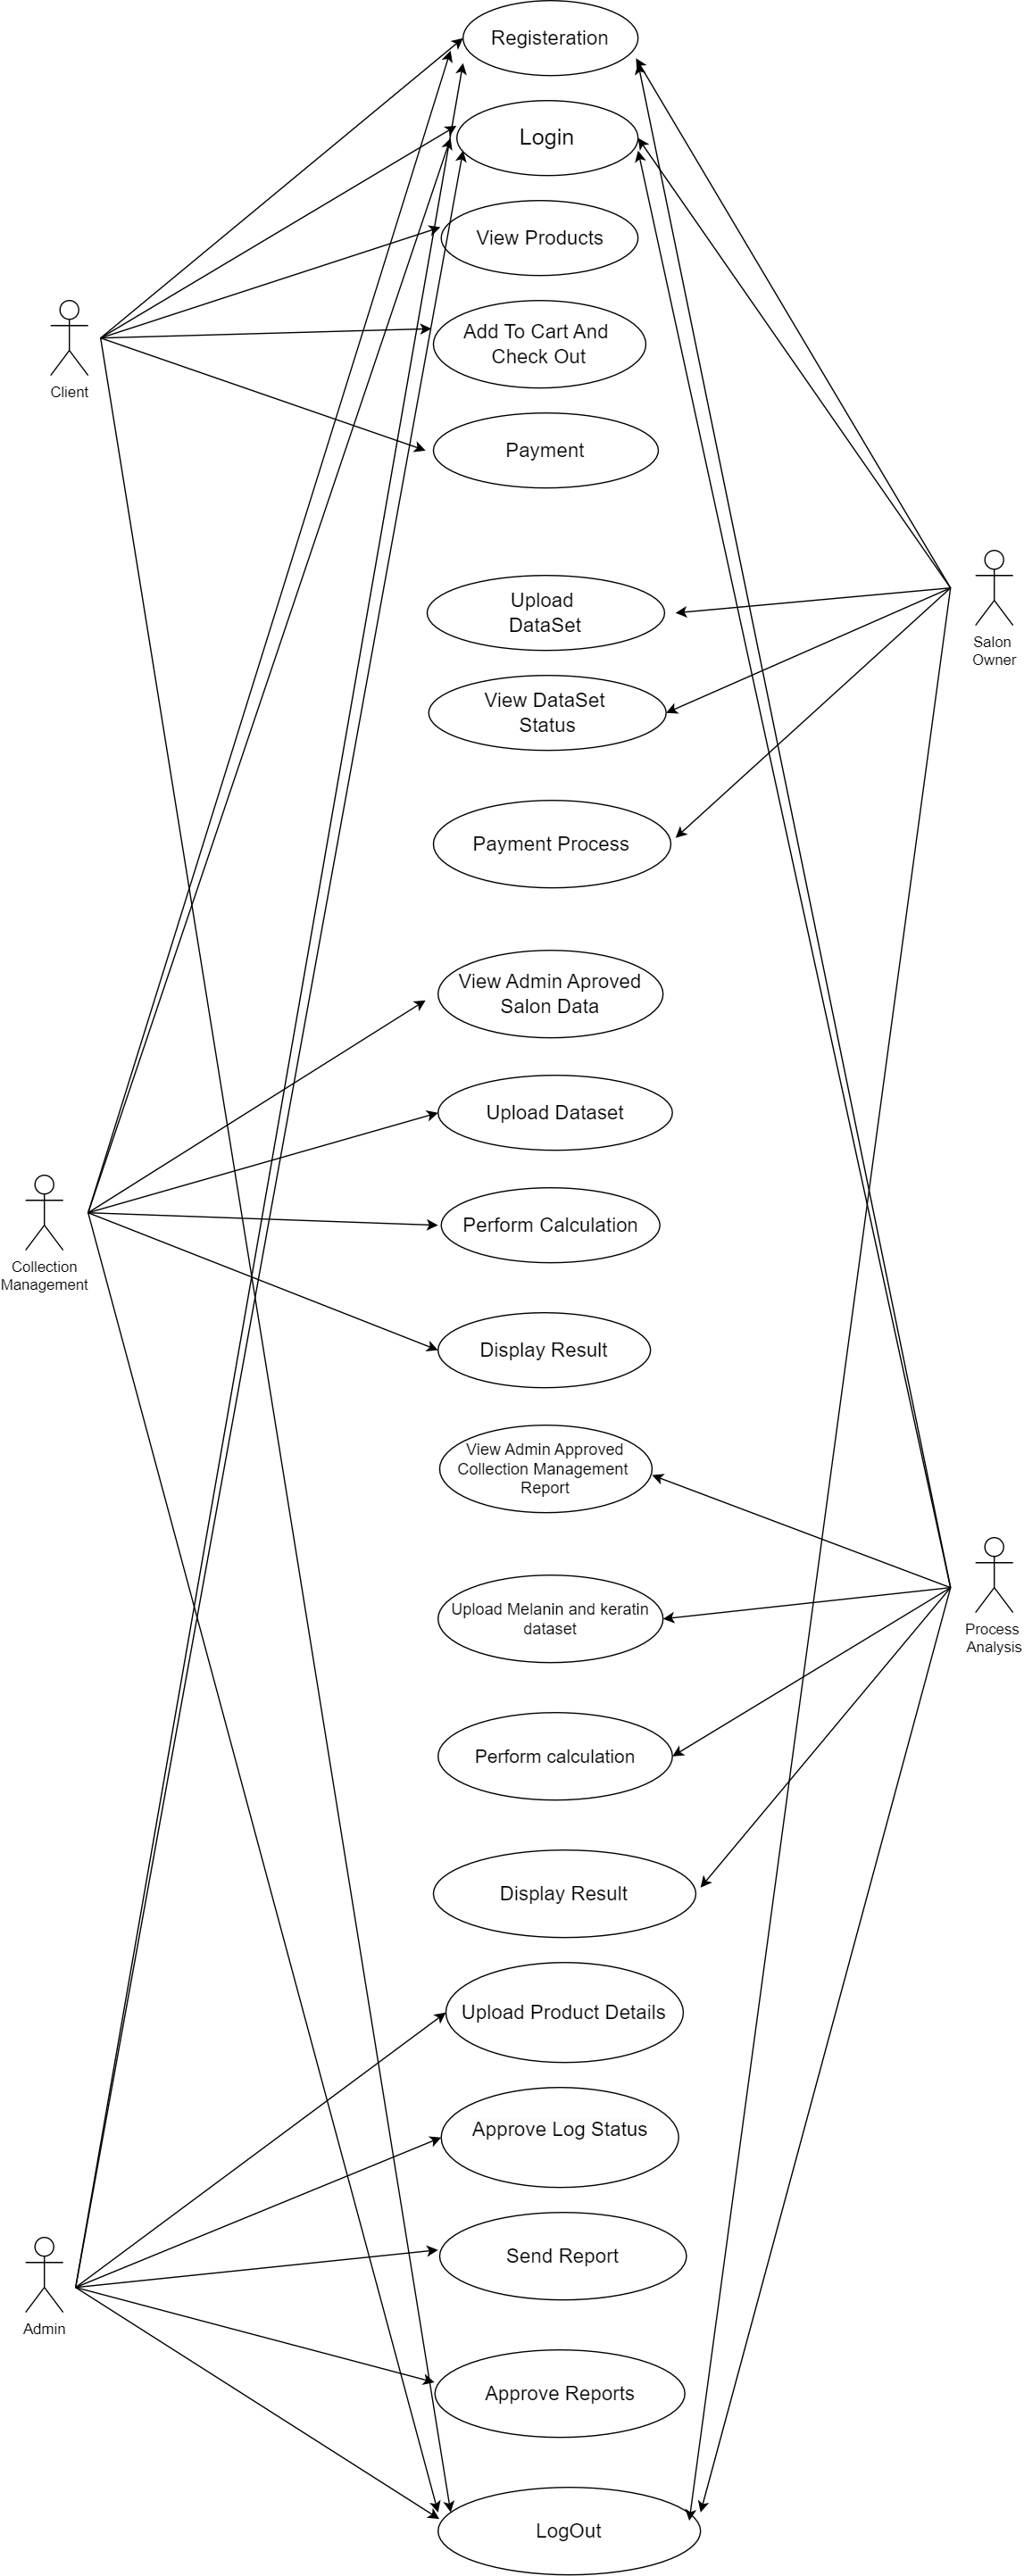 Registeration
Login
View Products
Add To Cart And
Check Out
Client
Payment
Upload
DataSet
Salon
Owner
View DataSet
Status
Payment Process
View Admin Aproved
Salon Data
Upload Dataset
Perform Calculation
Collection
Management
Display Result
View Admin Approved
Collection Management
Report
Upload Melanin and keratin
dataset
Process
Analysis
Perform calculation
Display Result
Upload Product Details
Approve Log Status
Send Report
Admin
Approve Reports
LogOut